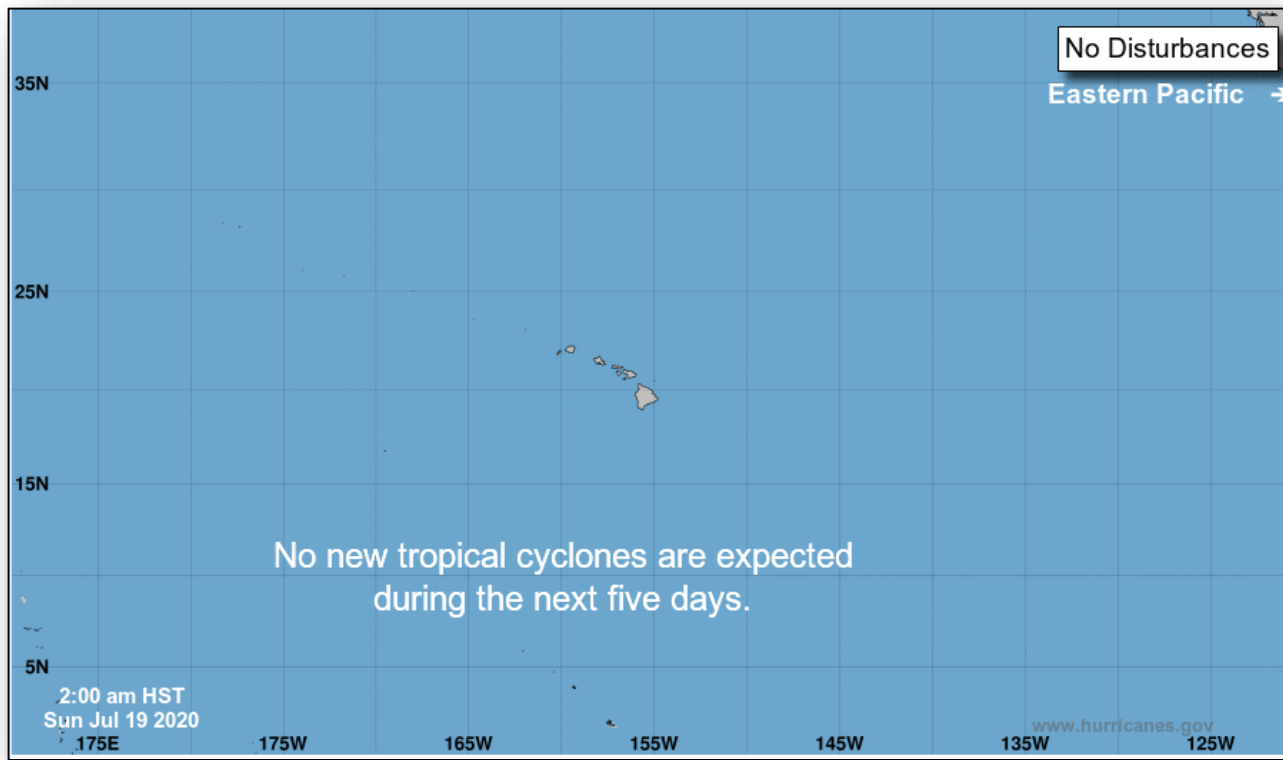 No Disturbances
35N
Eastern Pacific →
25N
15N
No new tropical cyclones are expected
during the next five days.
5N
2:00 am HST
Sun Jul 19 2020
www.hurricanes.gov
175E 175W 165W 155W 145W 135W 125W